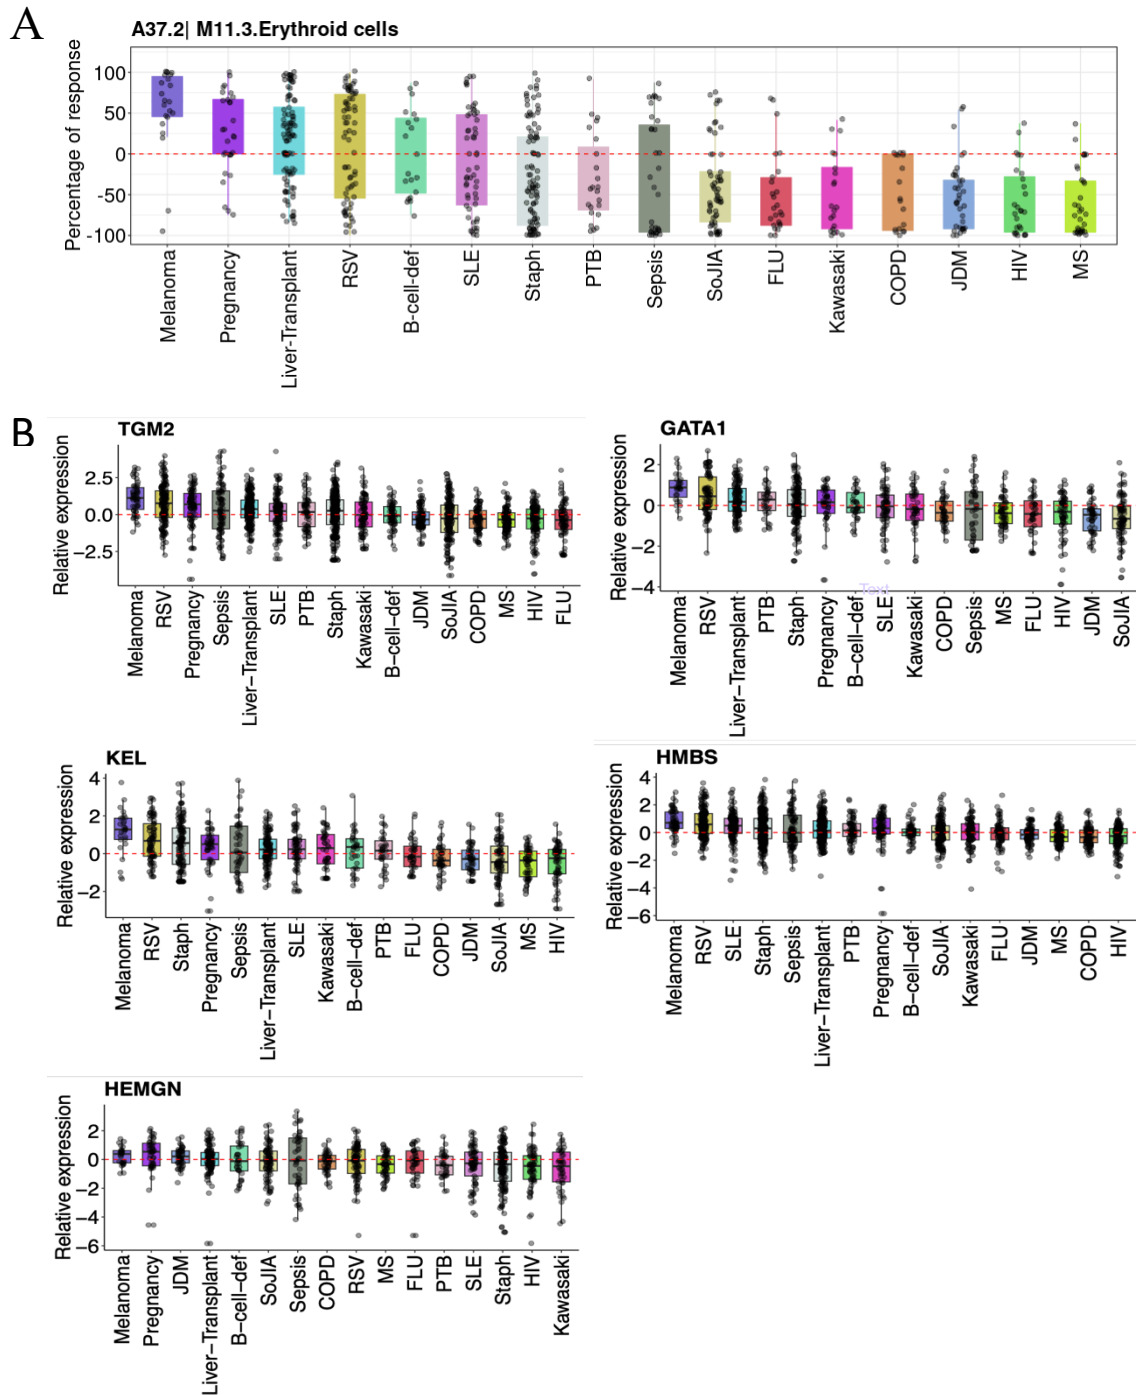 A
A37.2| M11.3.Erythroid cells
Percentage of response
100
50
0
-50
-100
Melanoma
Pregnancy
Liver-Transplant
RSV
B-cell-def
SLE
Staph
PTB
Sepsis
SoJIA
FLU
Kawasaki
COPD
JDM
HIV
MS
B
TGM2
Relative expression
2.5
0.0
−2.5
Melanoma
RSV
Pregnancy
Sepsis
Liver−Transplant
SLE
PTB
Staph
Kawasaki
B−cell−def
JDM
SoJIA
COPD
MS
HIV
FLU
GATA1
Relative expression
2
0
−2
−4
Text
Melanoma
RSV
Liver−Transplant
PTB
Staph
Pregnancy
B−cell−def
SLE
Kawasaki
COPD
Sepsis
MS
FLU
HIV
JDM
SoJIA
KEL
Relative expression
4
2
0
−2
Melanoma
RSV
Staph
Pregnancy
Sepsis
Liver−Transplant
SLE
Kawasaki
B−cell−def
PTB
FLU
COPD
JDM
SoJIA
MS
HIV
HMBS
Relative expression
4
2
0
−2
−4
−6
Melanoma
RSV
SLE
Staph
Sepsis
Liver−Transplant
PTB
Pregnancy
B−cell−def
SoJIA
Kawasaki
FLU
JDM
MS
COPD
HIV
HEMGN
Relative expression
2
0
−2
−4
−6
Melanoma
Pregnancy
JDM
Liver−Transplant
B−cell−def
SoJIA
Sepsis
COPD
RSV
MS
FLU
PTB
SLE
Staph
HIV
Kawasaki